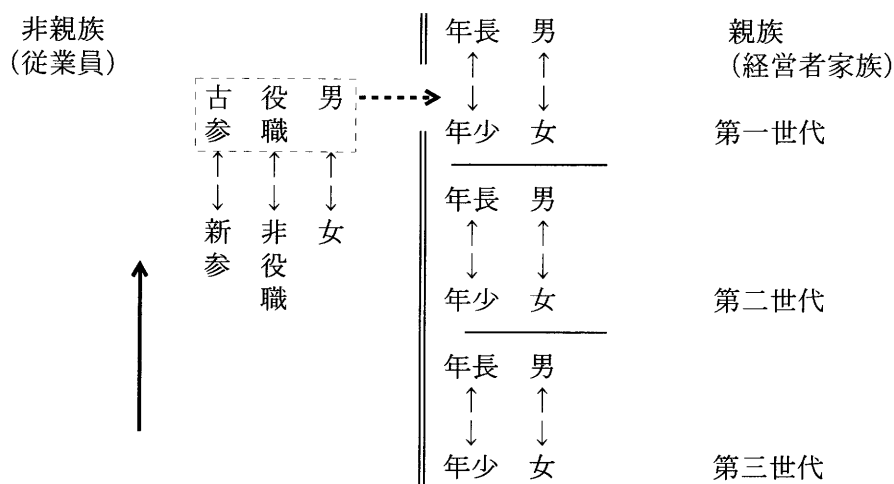 非親族
(従業員)
年長 男
親族
(経営者家族)
古参 役職 男
年少 女
第一世代
新参 非役職 女
年長 男
年少 女
第二世代
年長 男
年少 女
第三世代